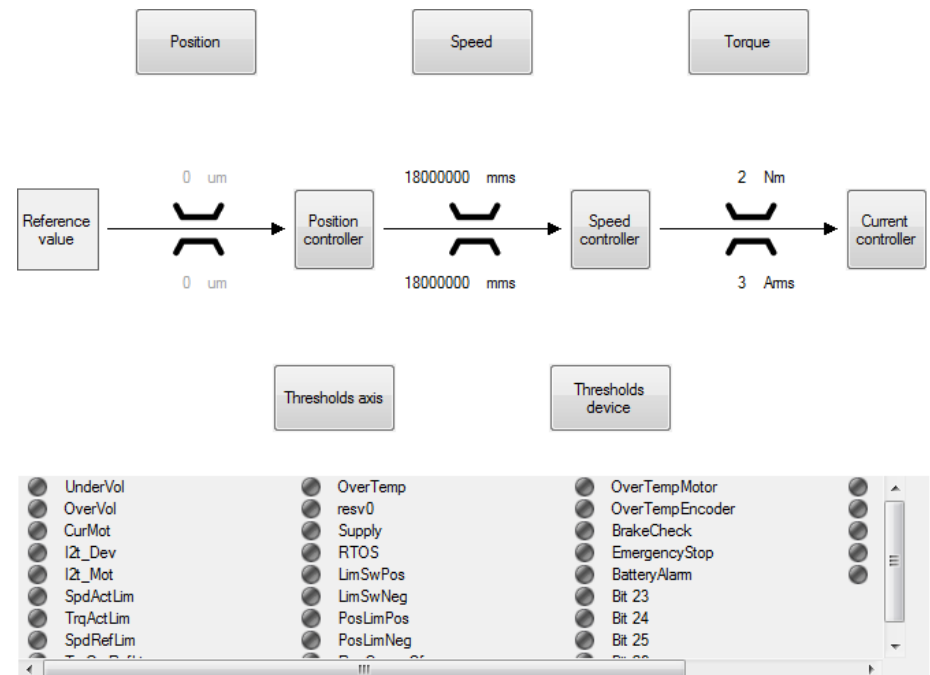 Position
Speed
Torque
0 um
18000000 mms
2 Nm
Reference
value
Position
controller
Speed
controller
Current
controller
0 um
18000000 mms
3 Arms
Thresholds axis
Thresholds
device
UnderVol
OverVol
CurMot
I2t_Dev
I2t_Mot
SpdActLim
TrqActLim
SpdRefLim
OverTemp
resv0
Supply
RTOS
LimSwPos
LimSwNeg
PosLimPos
PosLimNeg
OverTempMotor
OverTempEncoder
BrakeCheck
EmergencyStop
BatteryAlarm
Bit 23
Bit 24
Bit 25